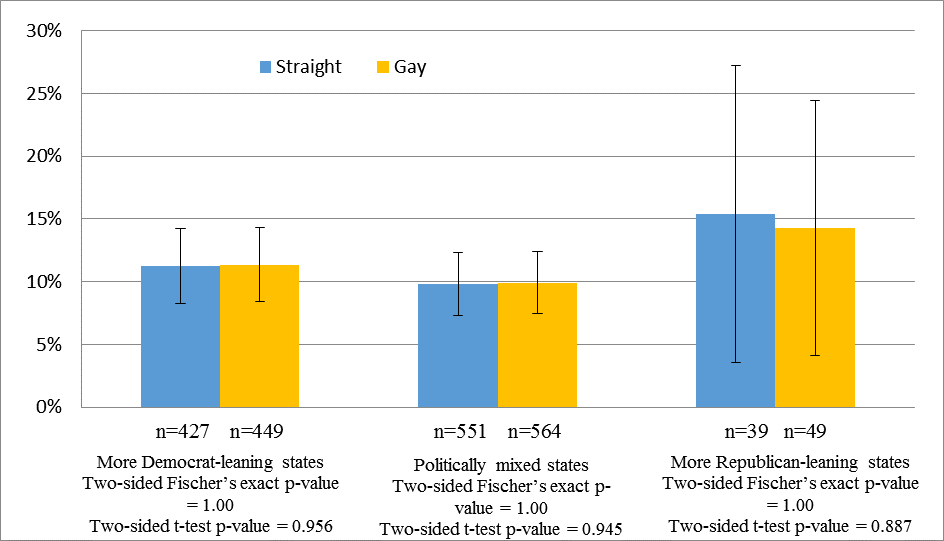 30%
Straight Gay
25%
20%
15%
10%
5%
0%
n=427 n=449
n=551 n=564
n=39 n=49
More Democrat-leaning states
Two-sided Fischer’s exact p-value
= 1.00
Two-sided t-test p-value = 0.956
Politically mixed states
Two-sided Fischer’s exact p-
value = 1.00
Two-sided t-test p-value = 0.945
More Republican-leaning states
Two-sided Fischer’s exact p-value
= 1.00
Two-sided t-test p-value = 0.887